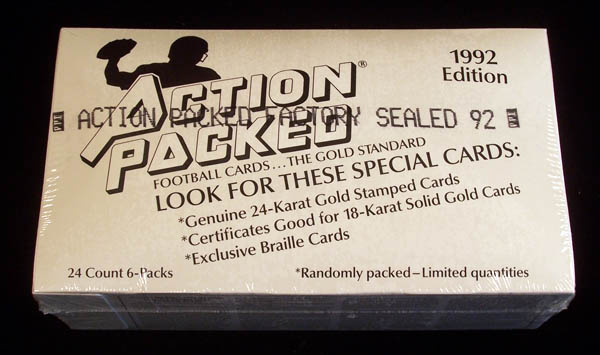 1992
Edition
ACTION®
ACTION PACKED FACTORY SEALED 92
PACKED
FOOTBALL CARDS...THE GOLD STANDARD
LOOK FOR THESE SPECIAL CARDS:
*Genuine 24-Karat Gold Stamped Cards
*Certificates Good for 18-Karat Solid Gold Cards
*Exclusive Braille Cards
24 Count 6-Packs
*Randomly packed–Limited quantities